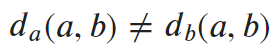 d_a(a, b) ≠ d_b(a, b)